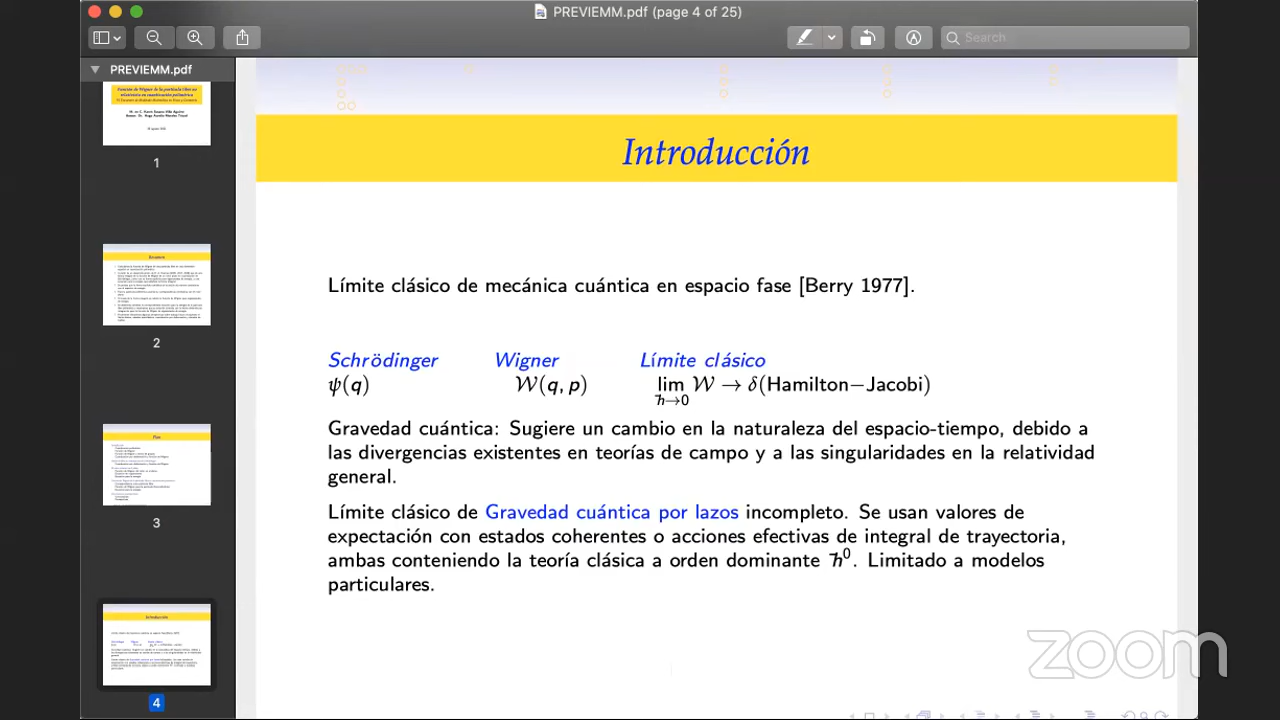 PREVIEMM.pdf (page 4 of 25)
Search
PREVIEMM.pdf
1
2
3
4
Introducción
Límite clásico de mecánica cuántica en espacio fase [Berry 1977].
Schrödinger Wigner Límite clásico
ψ(q) W(q, p) lim ħ→0 W → δ(Hamilton−Jacobi)
Gravedad cuántica: Sugiere un cambio en la naturaleza del espacio-tiempo, debido a
las divergencias existentes en teorías de campo y a las singularidades en la relatividad
general.
Límite clásico de Gravedad cuántica por lazos incompleto. Se usan valores de
expectación con estados coherentes o acciones efectivas de integral de trayectoria,
ambas conteniendo la teoría clásica a orden dominante ħ⁰. Limitado a modelos
particulares.
zoom